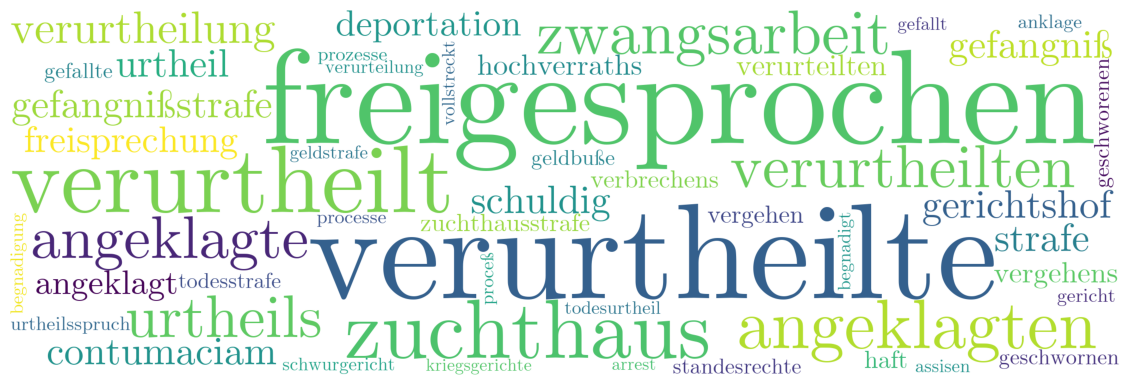 verurtheilung
deportation
zwangsarbeit
gefallt
anklage
gefängniß
gefallte
urtheil
prozesse
verurteilung
vollstreckt
hochverraths
verurteilten
gefangnißstrafe
freigesprochen
geschworenen
freisprechung
geldstrafe
geldbuße
verurtheilt
verbrechens
verurtheilten
schuldig
gerichtshof
begnadigung
angeklagte
processe
zuchthausstrafe
verurtheilte
vergehen
begnadigt
strafe
angeklagt
todesstrafe
proceß
vergehens
gericht
urtheilsspruch
urtheils
zuchthaus
todesurtheil
angeklagten
contumaciam
schwurgericht
kriegsgerichte
arrest
standesrechte
haft
assisen
geschwornen